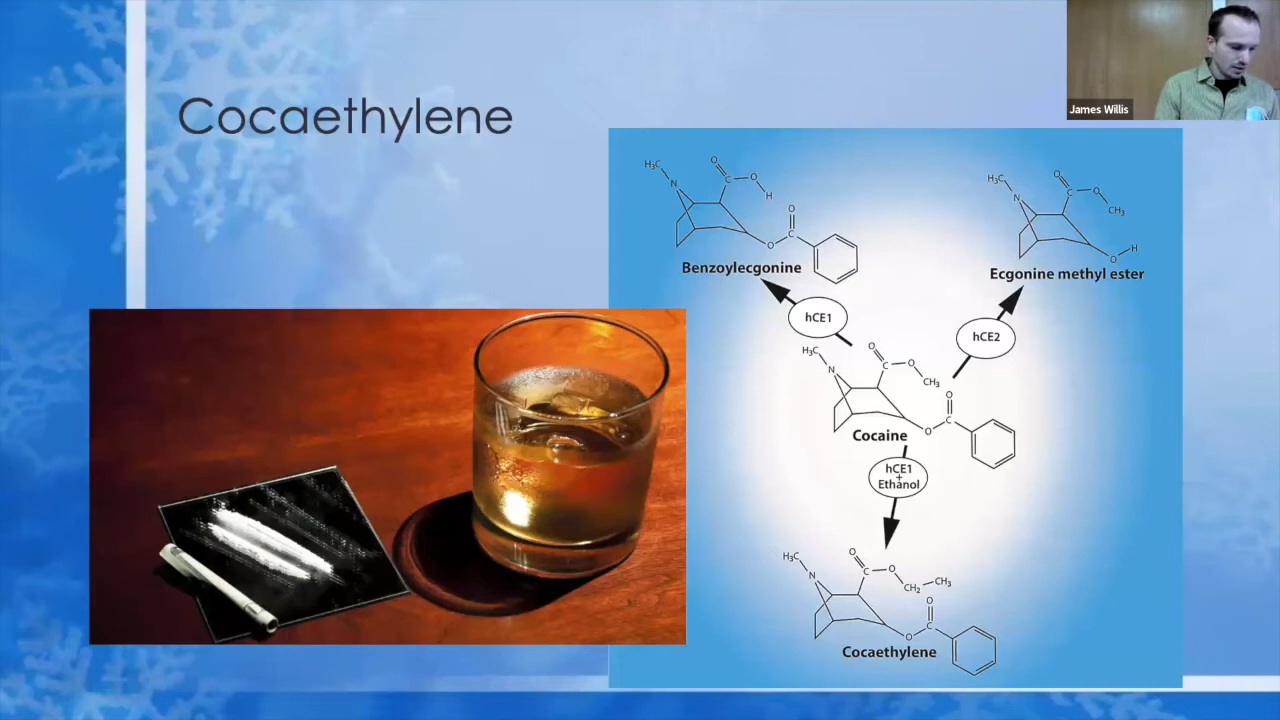 James Willis
Cocaethylene
H₃C
N
O
C
O
H
O
C
O
Benzoylecgonine
H₃C
N
O
C
O
CH₃
O
H
Ecgonine methyl ester
hCE1
hCE2
H₃C
N
O
C
O
CH₃
O
C
O
Cocaine
hCE1
+
Ethanol
H₃C
N
O
C
O
CH₂
CH₃
O
C
O
Cocaethylene